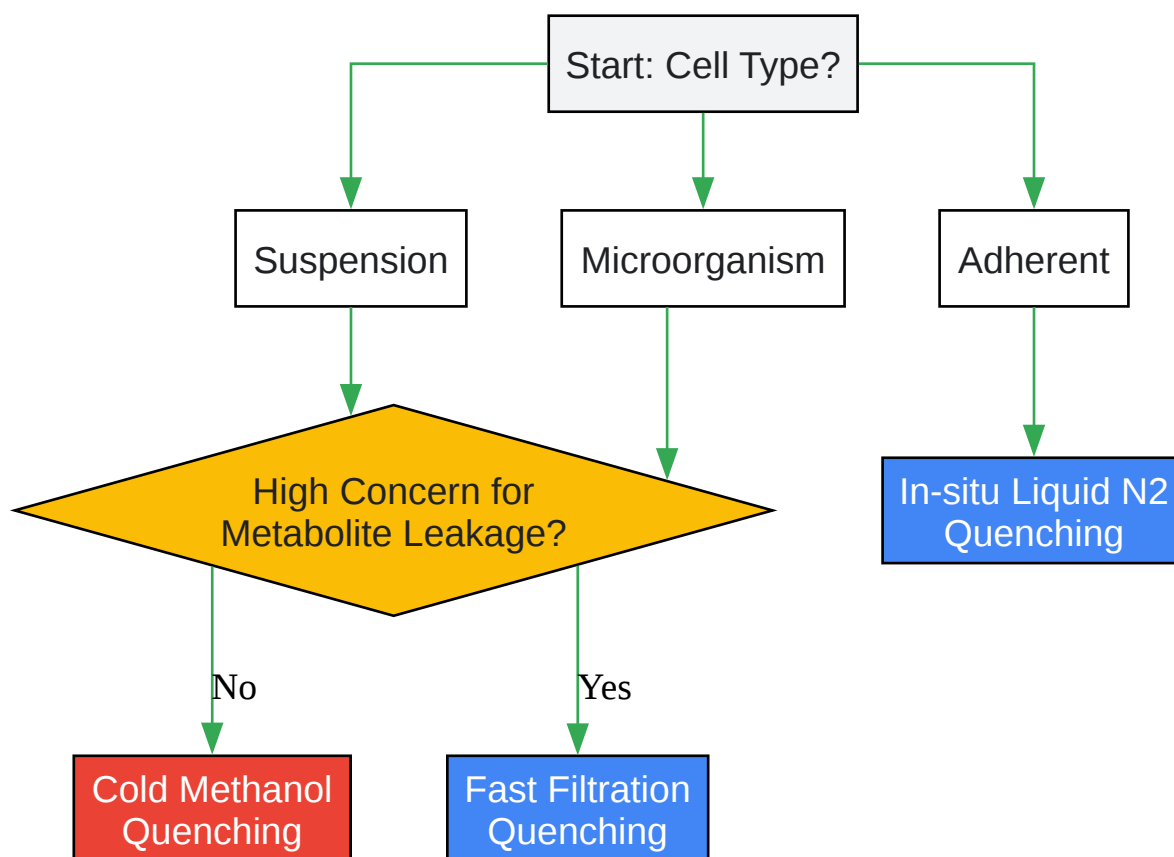 Start: Cell Type?
Suspension
Microorganism
Adherent
High Concern for
Metabolite Leakage?
In-situ Liquid N2
Quenching
No
Yes
Cold Methanol
Quenching
Fast Filtration
Quenching